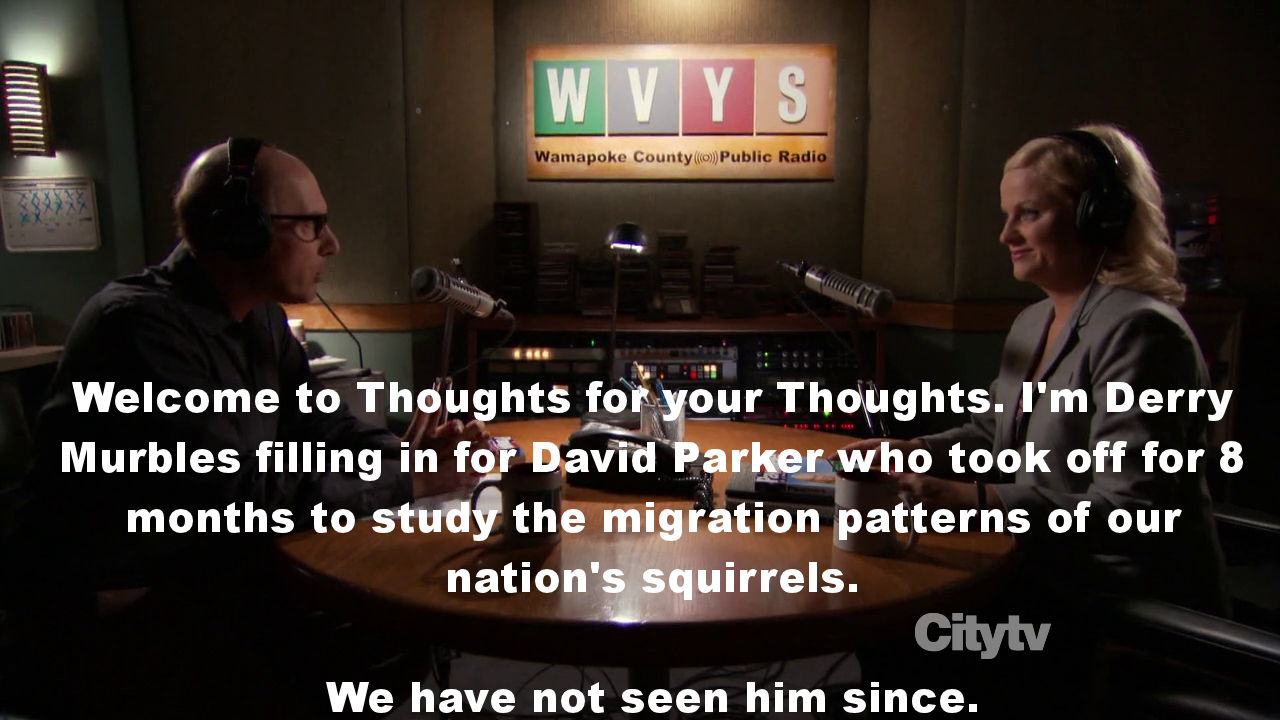 W V Y S
Wamapoke County Public Radio
Welcome to Thoughts for your Thoughts. I'm Derry
Murbles filling in for David Parker who took off for 8
months to study the migration patterns of our
nation's squirrels.
Citytv
We have not seen him since.